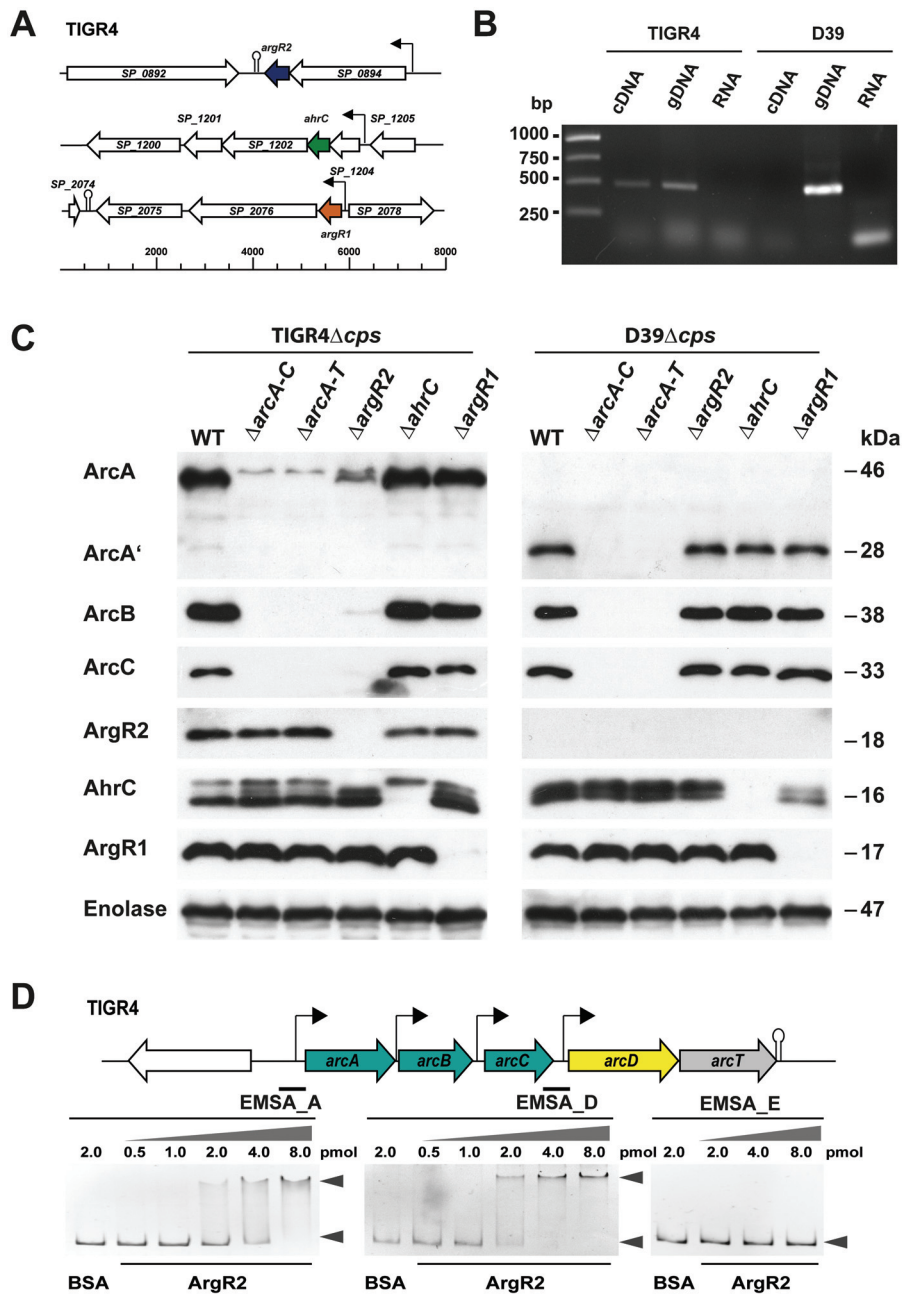 A
TIGR4
argR2
SP_0892
SP_0894
SP_1201
ahrC
SP_1205
SP_1200
SP_1202
SP_2074
SP_1204
SP_2075
SP_2076
SP_2078
argR1
2000 4000 6000 8000
B
TIGR4 D39
bp cDNA gDNA RNA cDNA gDNA RNA
1000
750
500
250
C
TIGR4Δcps D39Δcps
WT ΔarcA-C ΔarcA-T ΔargR2 ΔahrC ΔargR1 WT ΔarcA-C ΔarcA-T ΔargR2 ΔahrC ΔargR1 kDa
ArcA –46
ArcA‘ –28
ArcB –38
ArcC –33
ArgR2 –18
AhrC –16
ArgR1 –17
Enolase –47
D
TIGR4
arcA arcB arcC arcD arcT
EMSA_A EMSA_D EMSA_E
2.0 0.5 1.0 2.0 4.0 8.0 pmol 2.0 0.5 1.0 2.0 4.0 8.0 pmol 2.0 2.0 4.0 8.0 pmol
BSA ArgR2 BSA ArgR2 BSA ArgR2